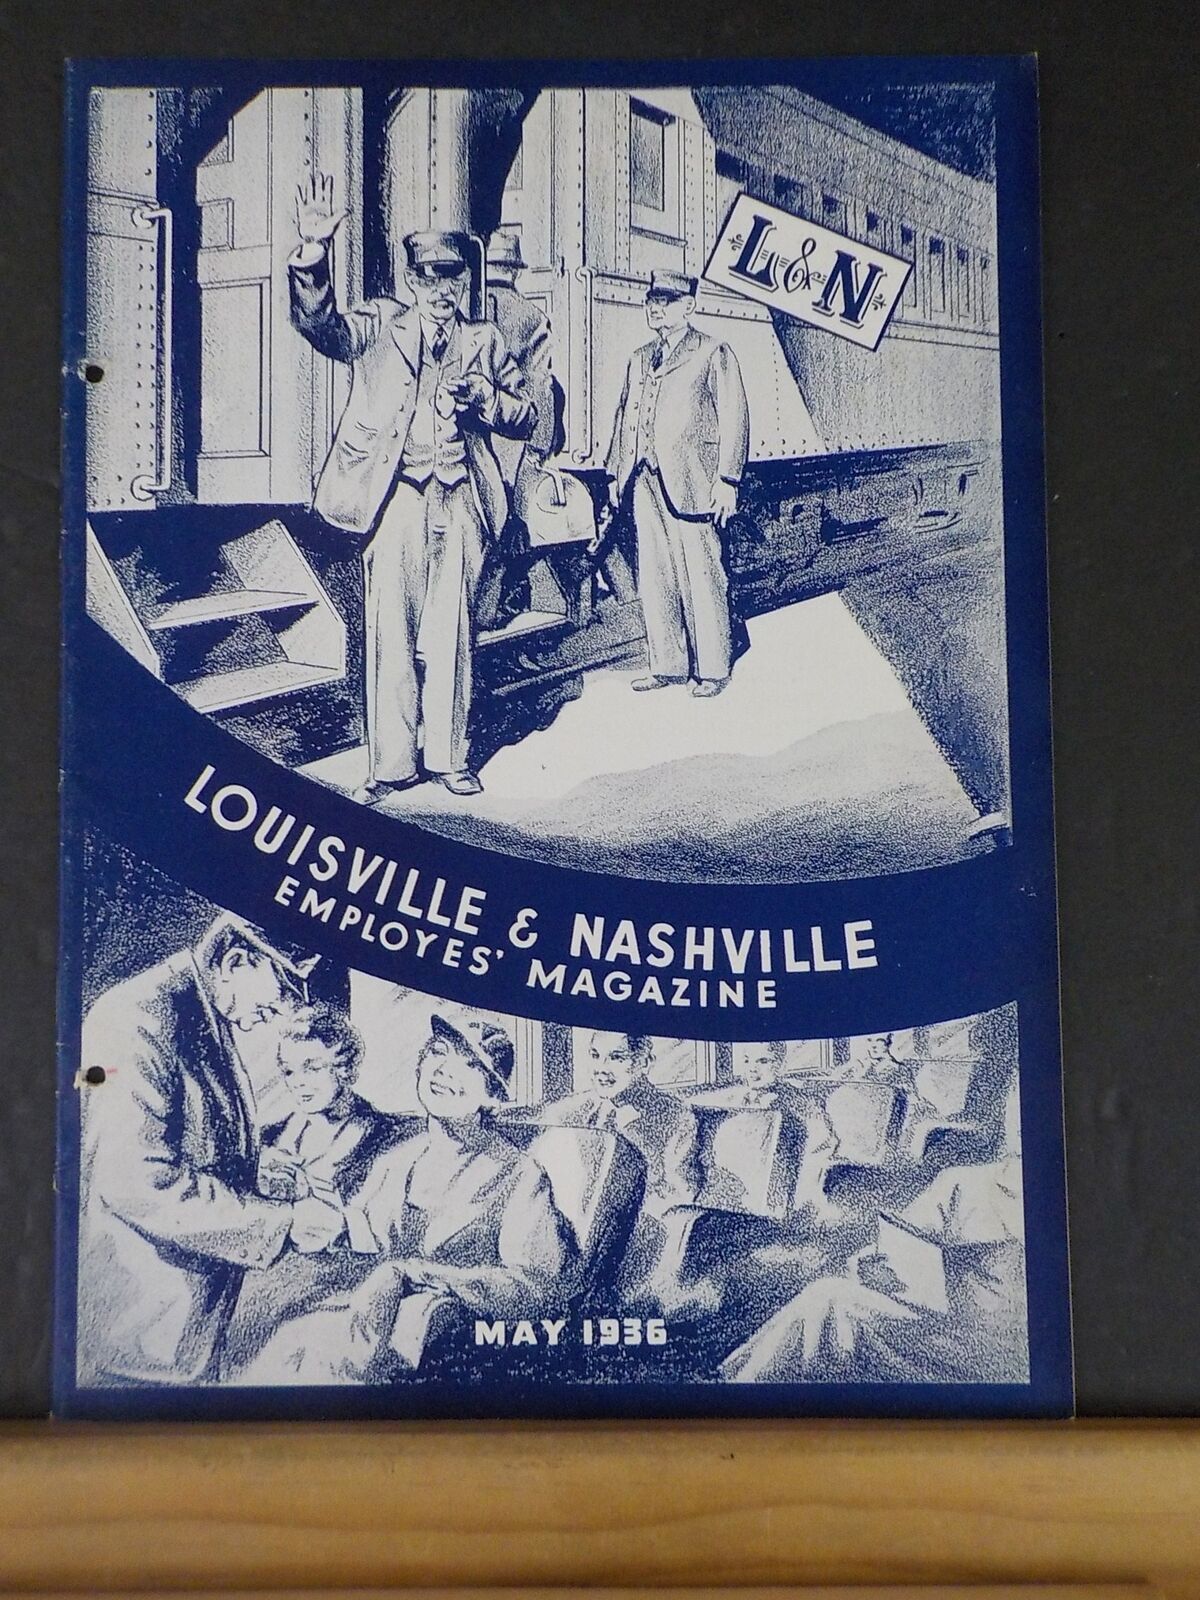 L&N
LOUISVILLE & NASHVILLE
EMPLOYES' MAGAZINE
MAY 1936